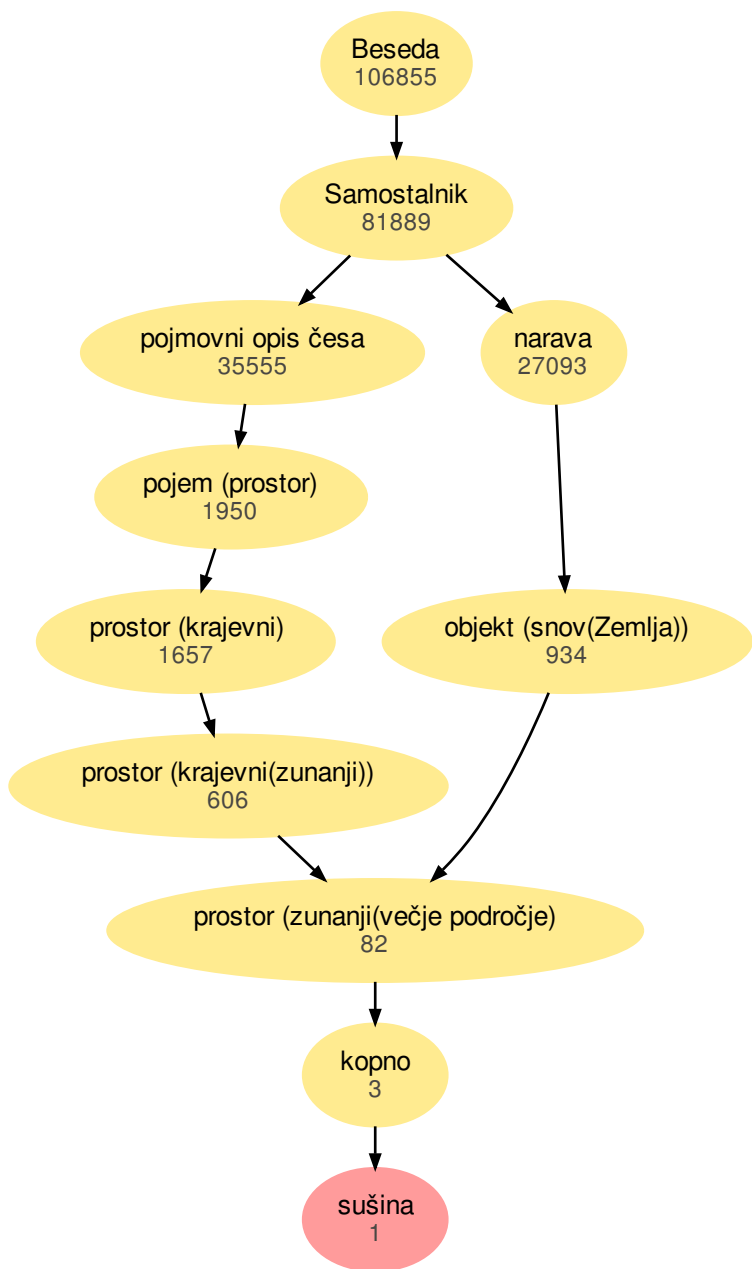 Beseda
106855
Samostalnik
81889
pojmovni opis česa
35555
narava
27093
pojem (prostor)
1950
prostor (krajevni)
1657
objekt (snov(Zemlja))
934
prostor (krajevni(zunanji))
606
prostor (zunanji(večje področje)
82
kopno
3
sušina
1